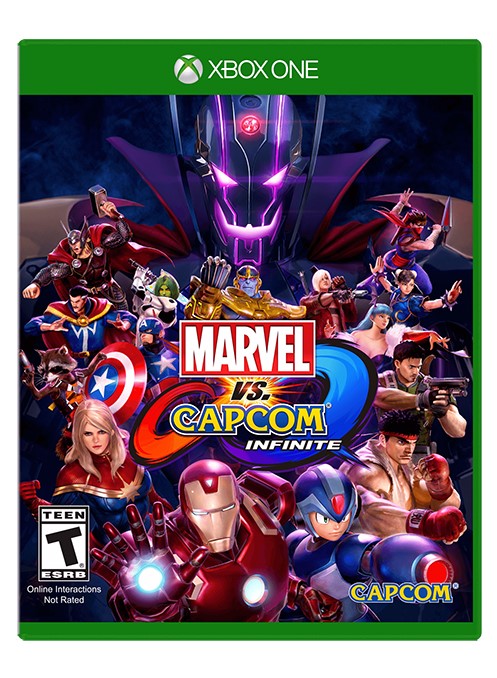 XBOX ONE
MARVEL
VS.
CAPCOM
INFINITE
TEEN
T
ESRB
Online Interactions
Not Rated
CAPCOM